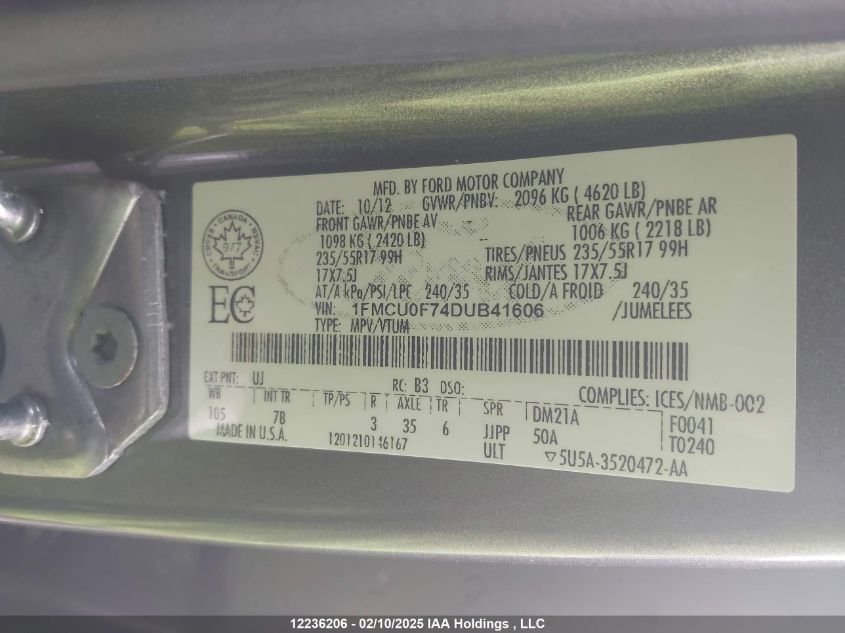 MFD. BY FORD MOTOR COMPANY
DATE: 10/12 GVWR/PNBV: 2096 KG ( 4620 LB)
FRONT GAWR/PNBE AV REAR GAWR/PNBE AR
1098 KG ( 2420 LB) -- 1006 KG ( 2218 LB)
235/55R17 99H TIRES/PNEUS 235/55R17 99H
17X7.5J RIMS/JANTES 17X7.5J
AT/A kPa/PSI/LPC 240/35 COLD/A FROID 240/35
VIN: 1FMCU0F74DUB41606 /JUMELEES
TYPE: MPV/VTUM
CANADA
977
TRANSPORT
EC
EXT PNT: UJ RC: B3 DSO: COMPLIES: ICES/NMB-002
WB INT TR TP/PS R AXLE TR SPR DM21A F0041
105 7B 3 35 6 JJPP 50A T0240
MADE IN U.S.A. 1201210146167 ULT ▽5U5A-3520472-AA
12236206 - 02/10/2025 IAA Holdings , LLC